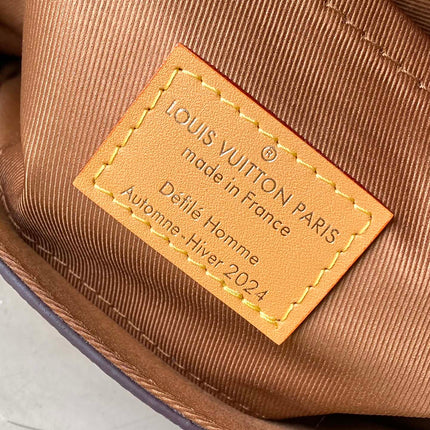 ®
LOUIS VUITTON PARIS
made in France
Défilé Homme
Automne-Hiver 2024